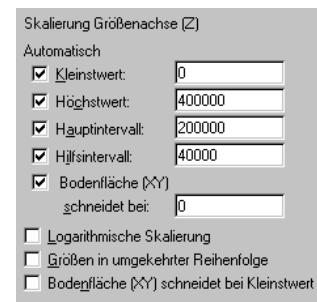 Skalierung Größenachse (Z)
Automatisch
Kleinstwert: 0
Höchstwert: 400000
Hauptintervall: 200000
Hilfsintervall: 40000
Bodenfläche (XY)
schneidet bei: 0
Logarithmische Skalierung
Größen in umgekehrter Reihenfolge
Bodenfläche (XY) schneidet bei Kleinstwert